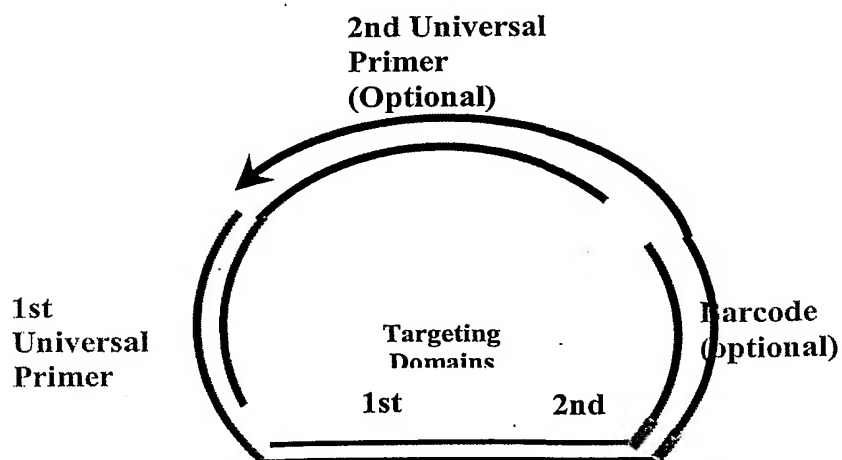 2nd Universal
Primer
(Optional)
1st
Universal
Primer
Targeting
Domains
1st 2nd
Barcode
(optional)